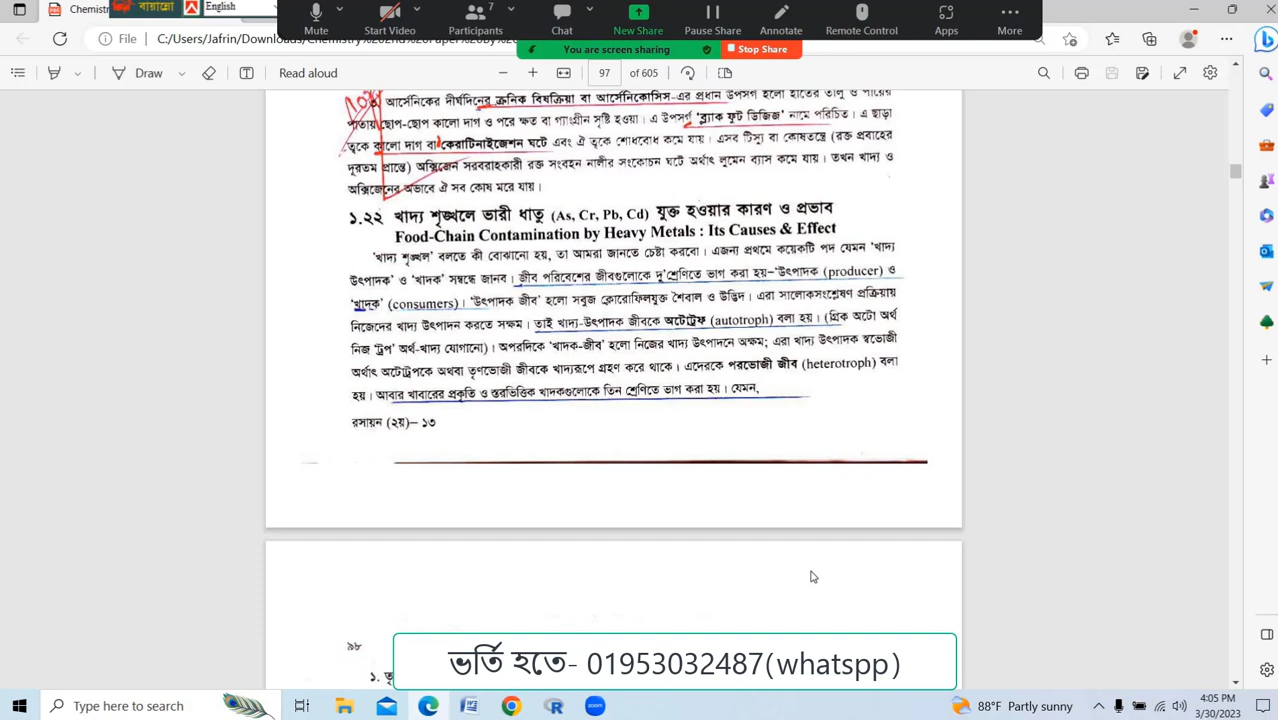 বায়ান্নো
English
Mute
Start Video
Participants
7
Chat
New Share
Pause Share
Annotate
Remote Control
Apps
More
You are screen sharing
Stop Share
Chemistr
File
C:/Users/Jafrin/Downloads/Chemistry
Draw
Read aloud
97
of 605
৩. আর্সেনিকের দীর্ঘদিনের ক্রনিক বিষক্রিয়া বা আর্সেনিকোসিস-এর প্রধান উপসর্গ হলো হাতের তালু ও পায়ের
পাতায় ছোপ-ছোপ কালো দাগ ও পরে ক্ষত বা গ্যাংগ্রীন সৃষ্টি হওয়া। এ উপসর্গ 'ব্ল্যাক ফুট ডিজিজ' নামে পরিচিত। এ ছাড়া
ত্বকে কালো দাগ বা কেরাটিনাইজেশন ঘটে এবং ঐ ত্বকে শোধবোধ কমে যায়। এসব টিস্যু বা কোষতন্ত্রে (রক্ত প্রবাহের
দূরতম প্রান্তে) অক্সিজেন সরবরাহকারী রক্ত সংবহন নালীর সংকোচন ঘটে অর্থাৎ লুমেন ব্যাস কমে যায়। তখন খাদ্য ও
অক্সিজেনের অভাবে ঐ সব কোষ মরে যায়।
১.২২ খাদ্য শৃঙ্খলে ভারী ধাতু (As, Cr, Pb, Cd) যুক্ত হওয়ার কারণ ও প্রভাব
Food-Chain Contamination by Heavy Metals : Its Causes & Effect
'খাদ্য শৃঙ্খল' বলতে কী বোঝানো হয়, তা আমরা জানতে চেষ্টা করবো। এজন্য প্রথমে কয়েকটি পদ যেমন 'খাদ্য
উৎপাদক' ও 'খাদক' সম্বন্ধে জানব। জীব পরিবেশের জীবগুলোকে দু'শ্রেণিতে ভাগ করা হয়–'উৎপাদক (producer) ও
'খাদক' (consumers)। 'উৎপাদক জীব' হলো সবুজ ক্লোরোফিলযুক্ত শৈবাল ও উদ্ভিদ। এরা সালোকসংশ্লেষণ প্রক্রিয়ায়
নিজেদের খাদ্য উৎপাদন করতে সক্ষম। তাই খাদ্য-উৎপাদক জীবকে অটোট্রফ (autotroph) বলা হয়। (গ্রিক অটো অর্থ
নিজ 'ট্রপ' অর্থ-খাদ্য যোগানো)। অপরদিকে 'খাদক-জীব' হলো নিজের খাদ্য উৎপাদনে অক্ষম; এরা খাদ্য উৎপাদক স্বভোজী
অর্থাৎ অটোট্রপকে অথবা তৃণভোজী জীবকে খাদ্যরূপে গ্রহণ করে থাকে। এদেরকে পরভোজী জীব (heterotroph) বলা
হয়। আবার খাবারের প্রকৃতি ও স্তরভিত্তিক খাদকগুলোকে তিন শ্রেণিতে ভাগ করা হয়। যেমন,
রসায়ন (২য়)– ১৩
৯৮
১. তৃ
ভর্তি হতে- 01953032487(whatspp)
Type here to search
88°F Partly sunny
4:05 PM
3/30/2023